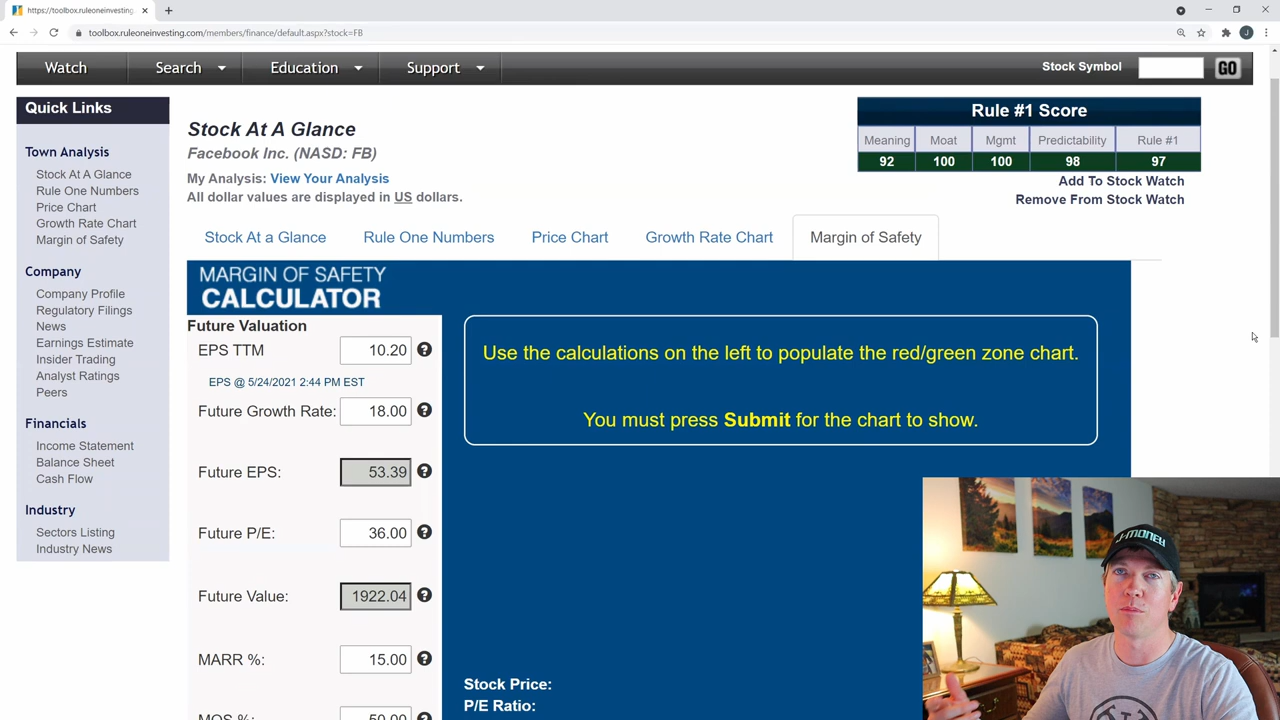 https://toolbox.ruleoneinvesting.
toolbox.ruleoneinvesting.com/members/finance/default.aspx?stock=FB
J
Watch Search Education Support Stock Symbol GO
Quick Links
Town Analysis
Stock At A Glance
Rule One Numbers
Price Chart
Growth Rate Chart
Margin of Safety
Company
Company Profile
Regulatory Filings
News
Earnings Estimate
Insider Trading
Analyst Ratings
Peers
Financials
Income Statement
Balance Sheet
Cash Flow
Industry
Sectors Listing
Industry News
Stock At A Glance
Facebook Inc. (NASD: FB)
My Analysis: View Your Analysis
All dollar values are displayed in US dollars.
Rule #1 Score
Meaning Moat Mgmt Predictability Rule #1
92 100 100 98 97
Add To Stock Watch
Remove From Stock Watch
Stock At a Glance Rule One Numbers Price Chart Growth Rate Chart Margin of Safety
MARGIN OF SAFETY
CALCULATOR
Future Valuation
EPS TTM 10.20 ?
EPS @ 5/24/2021 2:44 PM EST
Future Growth Rate: 18.00 ?
Future EPS: 53.39 ?
Future P/E: 36.00 ?
Future Value: 1922.04 ?
MARR %: 15.00 ?
MOS %: 50.00
Use the calculations on the left to populate the red/green zone chart.
You must press Submit for the chart to show.
Stock Price:
P/E Ratio:
J-MONEY